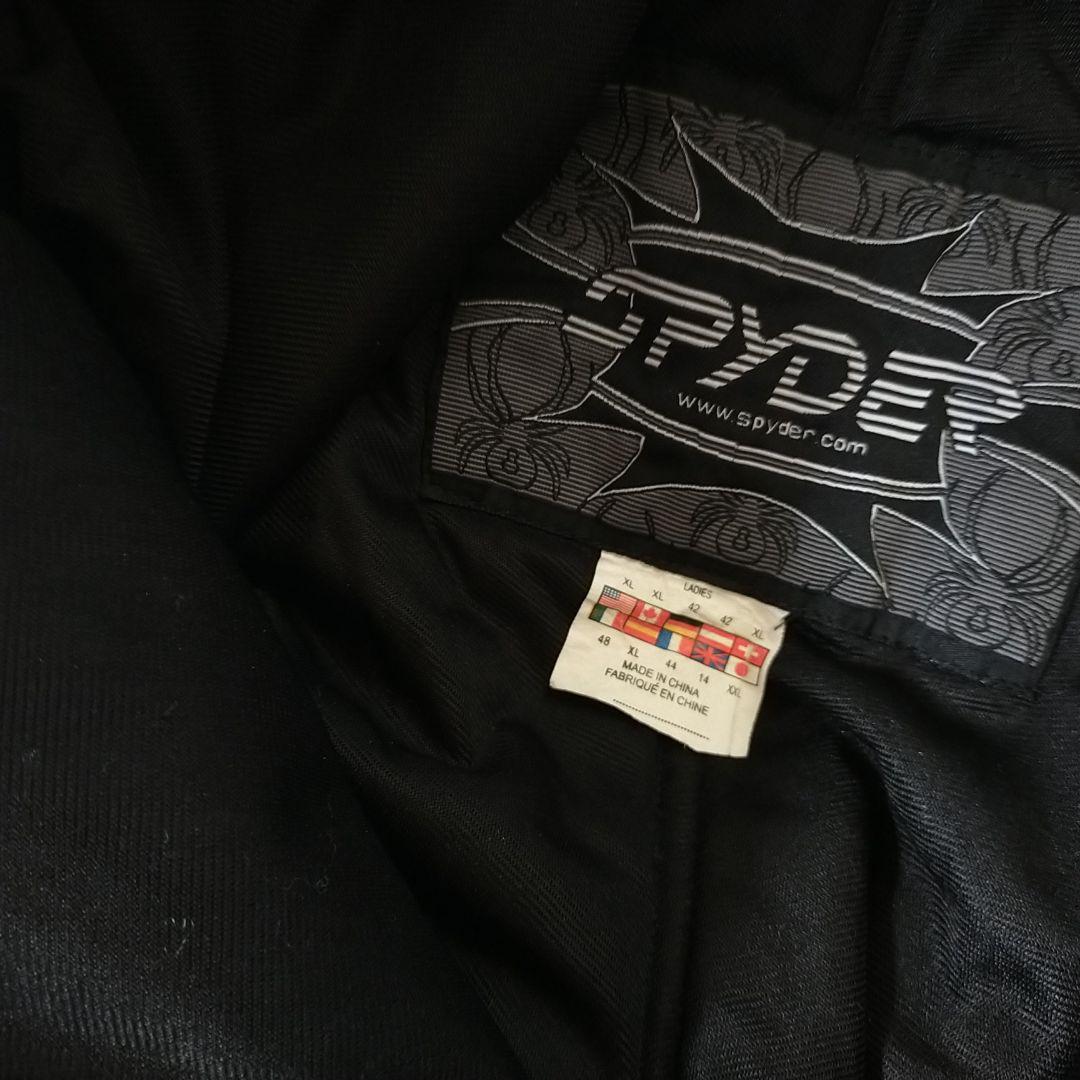 SPYDER
www.spyder.com
LADIES
XL XL 42 42 XL
48 XL 44 14 XXL
MADE IN CHINA
FABRIQUÉ EN CHINE